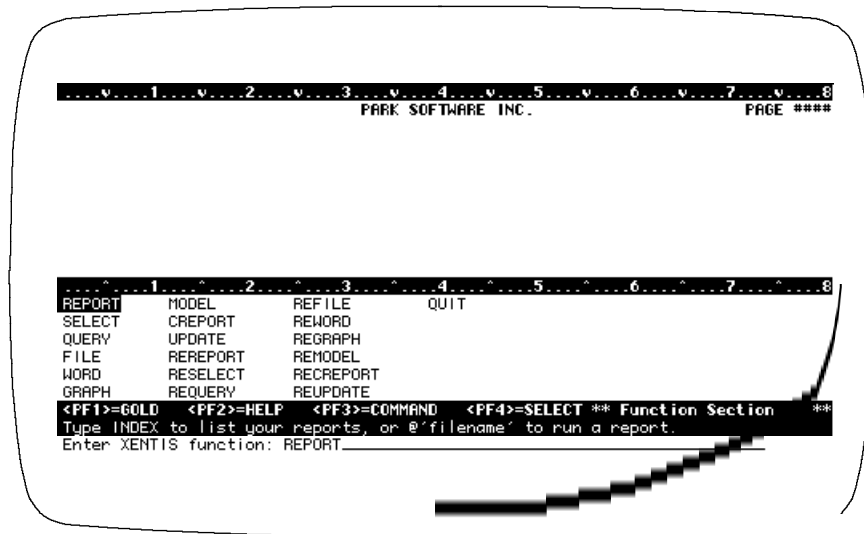 ....v....1....v....2....v....3....v....4....v....5....v....6....v....7....v....8
PARK SOFTWARE INC. PAGE ####
....^....1....^....2....^....3....^....4....^....5....^....6....^....7....^....8
REPORT MODEL REFILE QUIT
SELECT CREPORT REWORD
QUERY UPDATE REGRAPH
FILE REREPORT REMODEL
WORD RESELECT RECREPORT
GRAPH REQUERY REUPDATE
<PF1>=GOLD <PF2>=HELP <PF3>=COMMAND <PF4>=SELECT ** Function Section **
Type INDEX to list your reports, or @'filename' to run a report.
Enter XENTIS function: REPORT